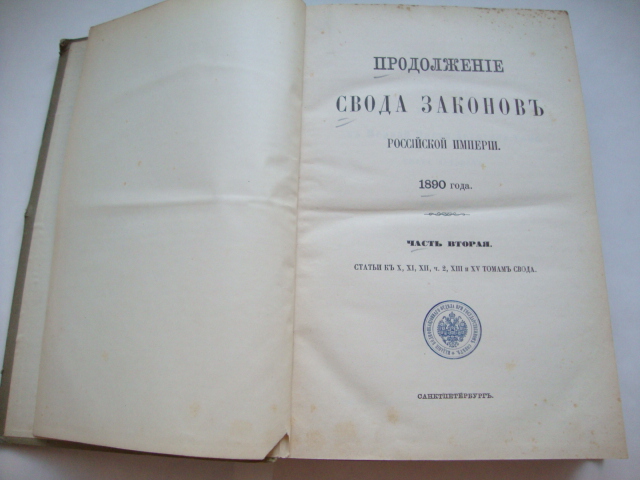 ПРОДОЛЖЕНІЕ
СВОДА ЗАКОНОВЪ
РОССІЙСКОЙ ИМПЕРІИ.
1890 года.
ЧАСТЬ ВТОРАЯ.
СТАТЬИ КЪ X, XI, XII, ч. 2, XIII и XV ТОМАМЪ СВОДА.
САНКТПЕТЕРБУРГЪ.